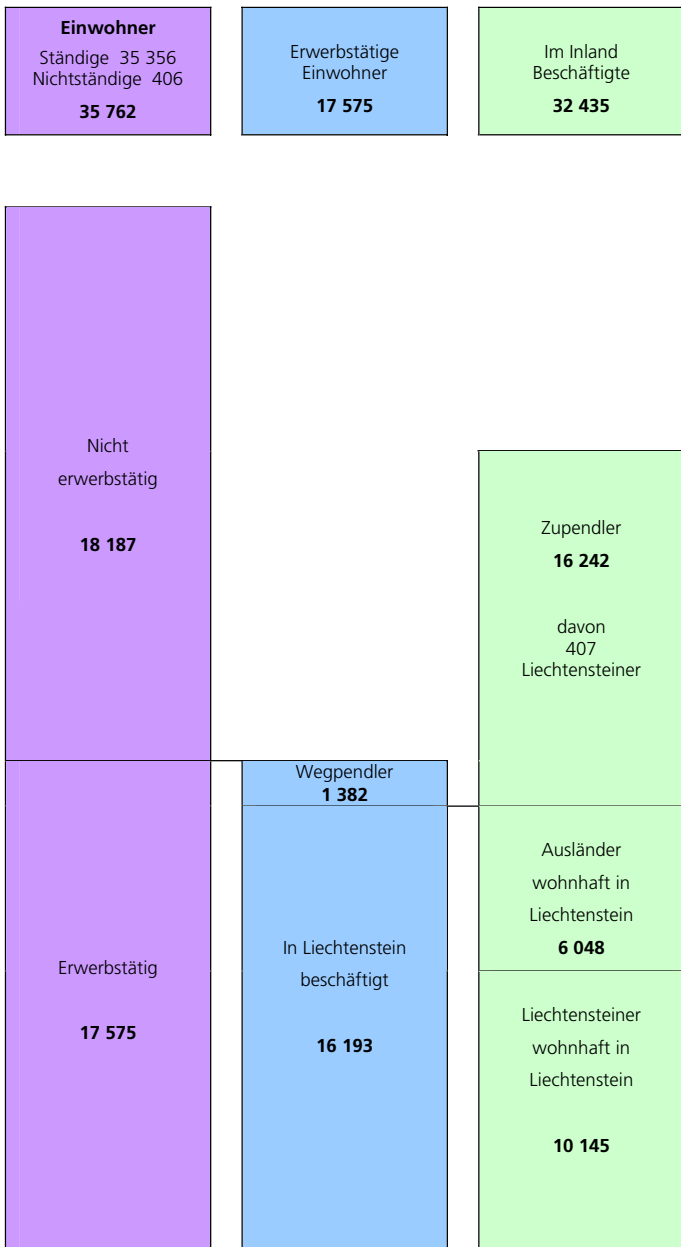 Einwohner
Ständige 35 356
Nichtständige 406
35 762
Erwerbstätige
Einwohner
17 575
Im Inland
Beschäftigte
32 435
Nicht
erwerbstätig
18 187
Erwerbstätig
17 575
Wegpendler
1 382
In Liechtenstein
beschäftigt
16 193
Zupendler
16 242
davon
407
Liechtensteiner
Ausländer
wohnhaft in
Liechtenstein
6 048
Liechtensteiner
wohnhaft in
Liechtenstein
10 145